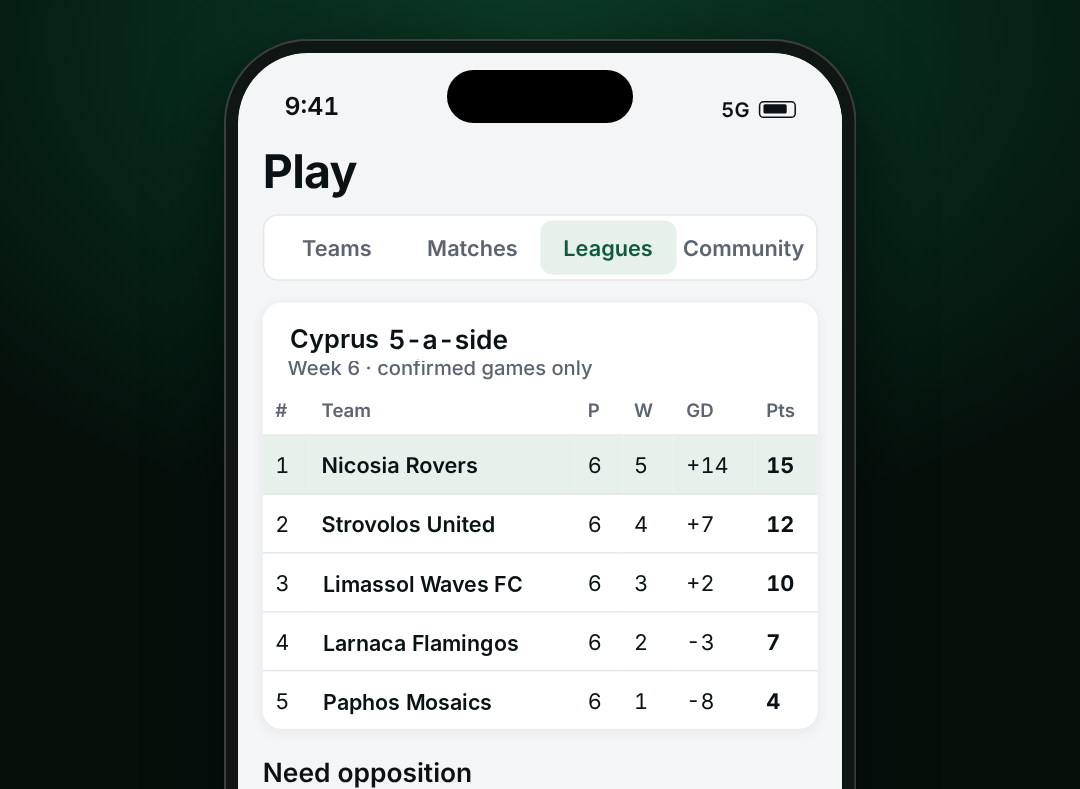 9:41
5G
Play
Teams Matches Leagues Community
Cyprus 5-a-side
Week 6 · confirmed games only
# Team P W GD Pts
1 Nicosia Rovers 6 5 +14 15
2 Strovolos United 6 4 +7 12
3 Limassol Waves FC 6 3 +2 10
4 Larnaca Flamingos 6 2 -3 7
5 Paphos Mosaics 6 1 -8 4
Need opposition